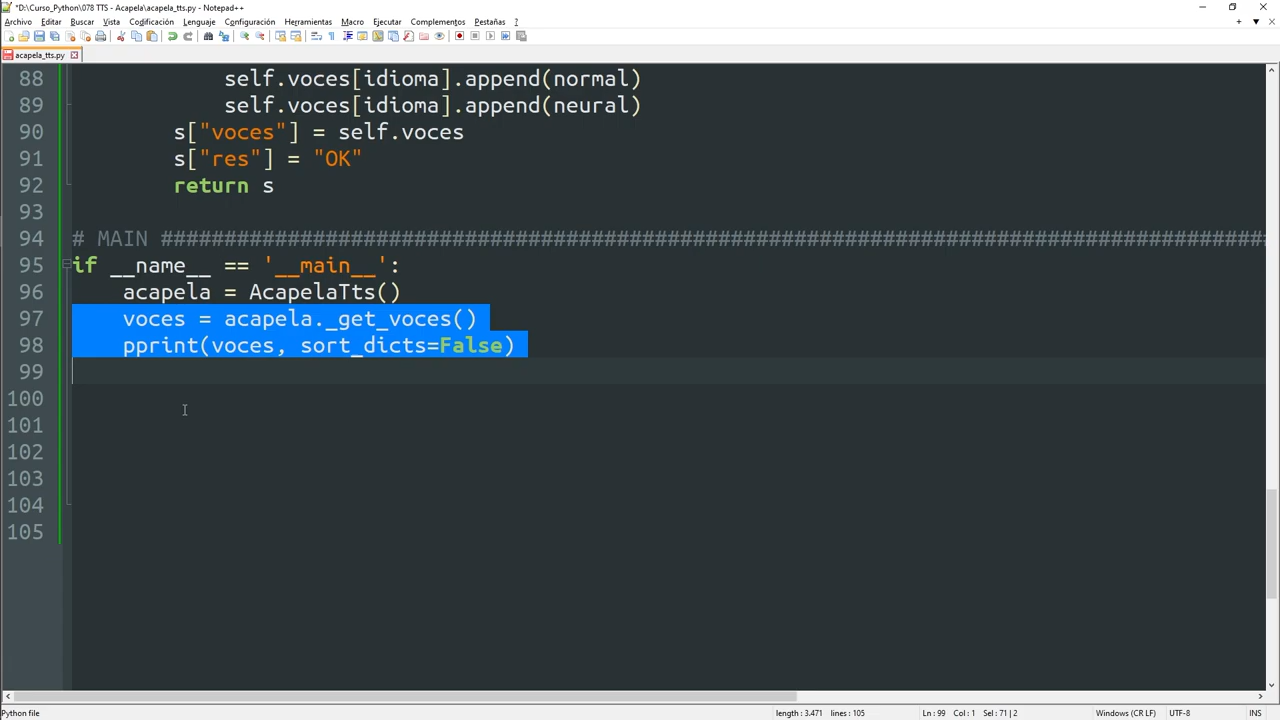 *D:\Curso_Python\078 TTS - Acapela\acapela_tts.py - Notepad++
Archivo Editar Buscar Vista Codificación Lenguaje Configuración Herramientas Macro Ejecutar Complementos Pestañas ?
acapela_tts.py
88 self.voces[idioma].append(normal)
89 self.voces[idioma].append(neural)
90 s["voces"] = self.voces
91 s["res"] = "OK"
92 return s
93
94 # MAIN ########################################################################################
95 if __name__ == '__main__':
96 acapela = AcapelaTts()
97 voces = acapela._get_voces()
98 pprint(voces, sort_dicts=False)
99
100
101
102
103
104
105
Python file length : 3.471 lines : 105 Ln : 99 Col : 1 Sel : 71 | 2 Windows (CR LF) UTF-8 INS